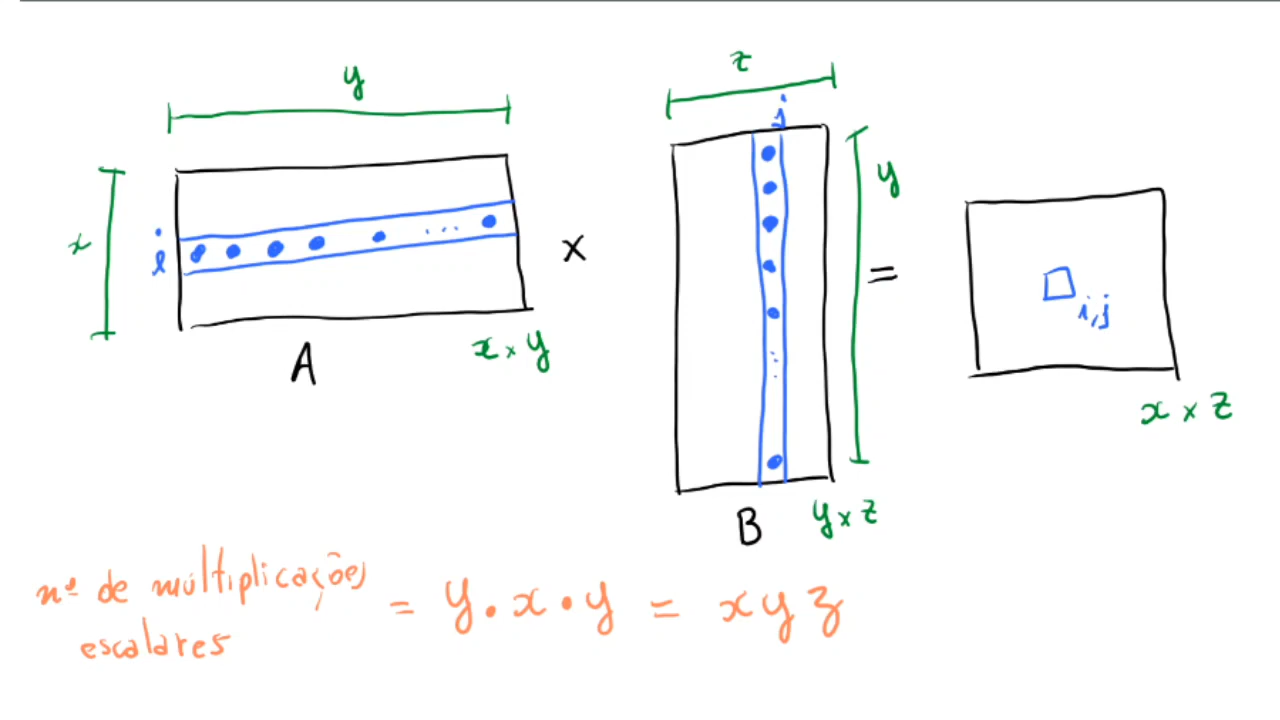 y
z
j
x
i
x
y
=
i,j
A
x × y
B
y × z
x × z
nº de multiplicações
escalares
= y · x · y = x y z